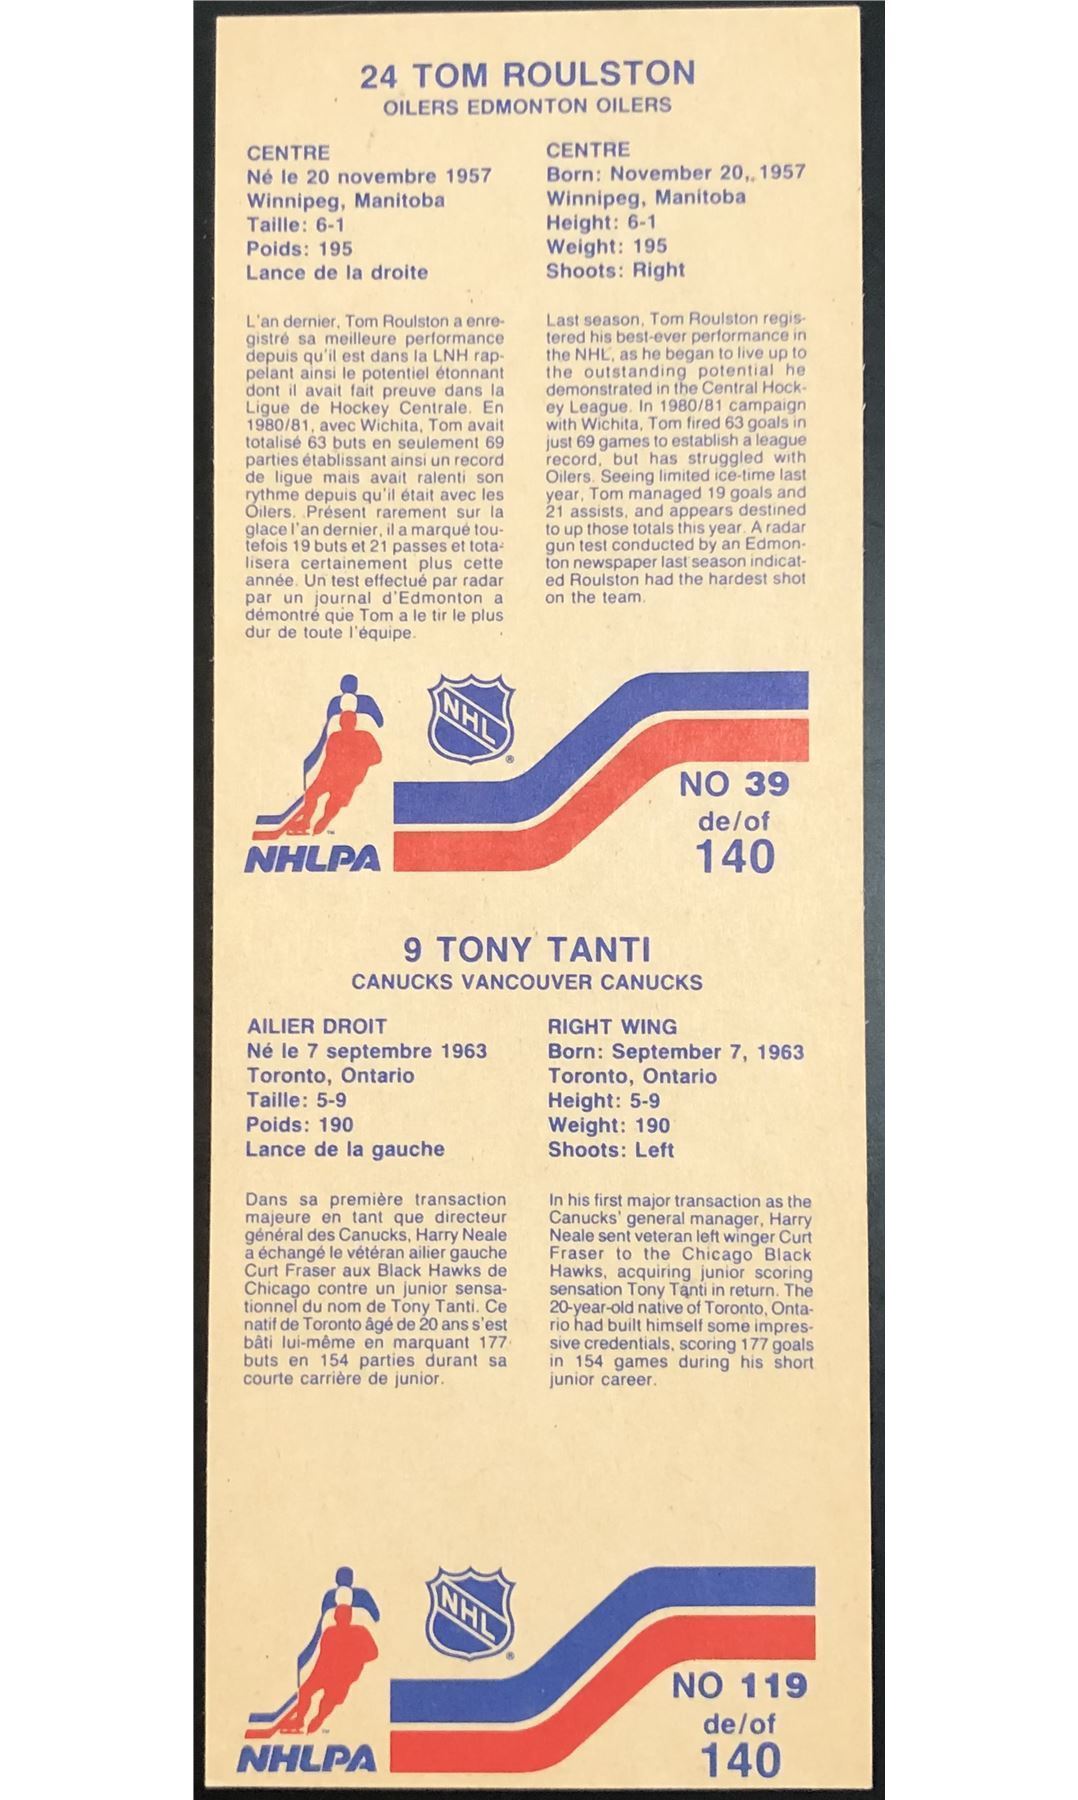 24 TOM ROULSTON
OILERS EDMONTON OILERS
CENTRE
Né le 20 novembre 1957
Winnipeg, Manitoba
Taille: 6-1
Poids: 195
Lance de la droite
L'an dernier, Tom Roulston a enre-
gistré sa meilleure performance
depuis qu'il est dans la LNH rap-
pelant ainsi le potentiel étonnant
dont il avait fait preuve dans la
Ligue de Hockey Centrale. En
1980/81, avec Wichita, Tom avait
totalisé 63 buts en seulement 69
parties établissant ainsi un record
de ligue mais avait ralenti son
rythme depuis qu'il était avec les
Oilers. Présent rarement sur la
glace l'an dernier, il a marqué tou-
tefois 19 buts et 21 passes et tota-
lisera certainement plus cette
année. Un test effectué par radar
par un journal d'Edmonton a
démontré que Tom a le tir le plus
dur de toute l'équipe.
CENTRE
Born: November 20, 1957
Winnipeg, Manitoba
Height: 6-1
Weight: 195
Shoots: Right
Last season, Tom Roulston regis-
tered his best-ever performance in
the NHL, as he began to live up to
the outstanding potential he
demonstrated in the Central Hock-
ey League. In 1980/81 campaign
with Wichita, Tom fired 63 goals in
just 69 games to establish a league
record, but has struggled with
Oilers. Seeing limited ice-time last
year, Tom managed 19 goals and
21 assists, and appears destined
to up those totals this year. A radar
gun test conducted by an Edmon-
ton newspaper last season indicat-
ed Roulston had the hardest shot
on the team.
NHL
NHLPA
NO 39
de/of
140
9 TONY TANTI
CANUCKS VANCOUVER CANUCKS
AILIER DROIT
Né le 7 septembre 1963
Toronto, Ontario
Taille: 5-9
Poids: 190
Lance de la gauche
Dans sa première transaction
majeure en tant que directeur
général des Canucks, Harry Neale
a échangé le vétéran ailier gauche
Curt Fraser aux Black Hawks de
Chicago contre un junior sensa-
tionnel du nom de Tony Tanti. Ce
natif de Toronto âgé de 20 ans s'est
bâti lui-même en marquant 177
buts en 154 parties durant sa
courte carrière de junior.
RIGHT WING
Born: September 7, 1963
Toronto, Ontario
Height: 5-9
Weight: 190
Shoots: Left
In his first major transaction as the
Canucks' general manager, Harry
Neale sent veteran left winger Curt
Fraser to the Chicago Black
Hawks, acquiring junior scoring
sensation Tony Tanti in return. The
20-year-old native of Toronto, Onta-
rio had built himself some impres-
sive credentials, scoring 177 goals
in 154 games during his short
junior career.
NHL
NHLPA
NO 119
de/of
140